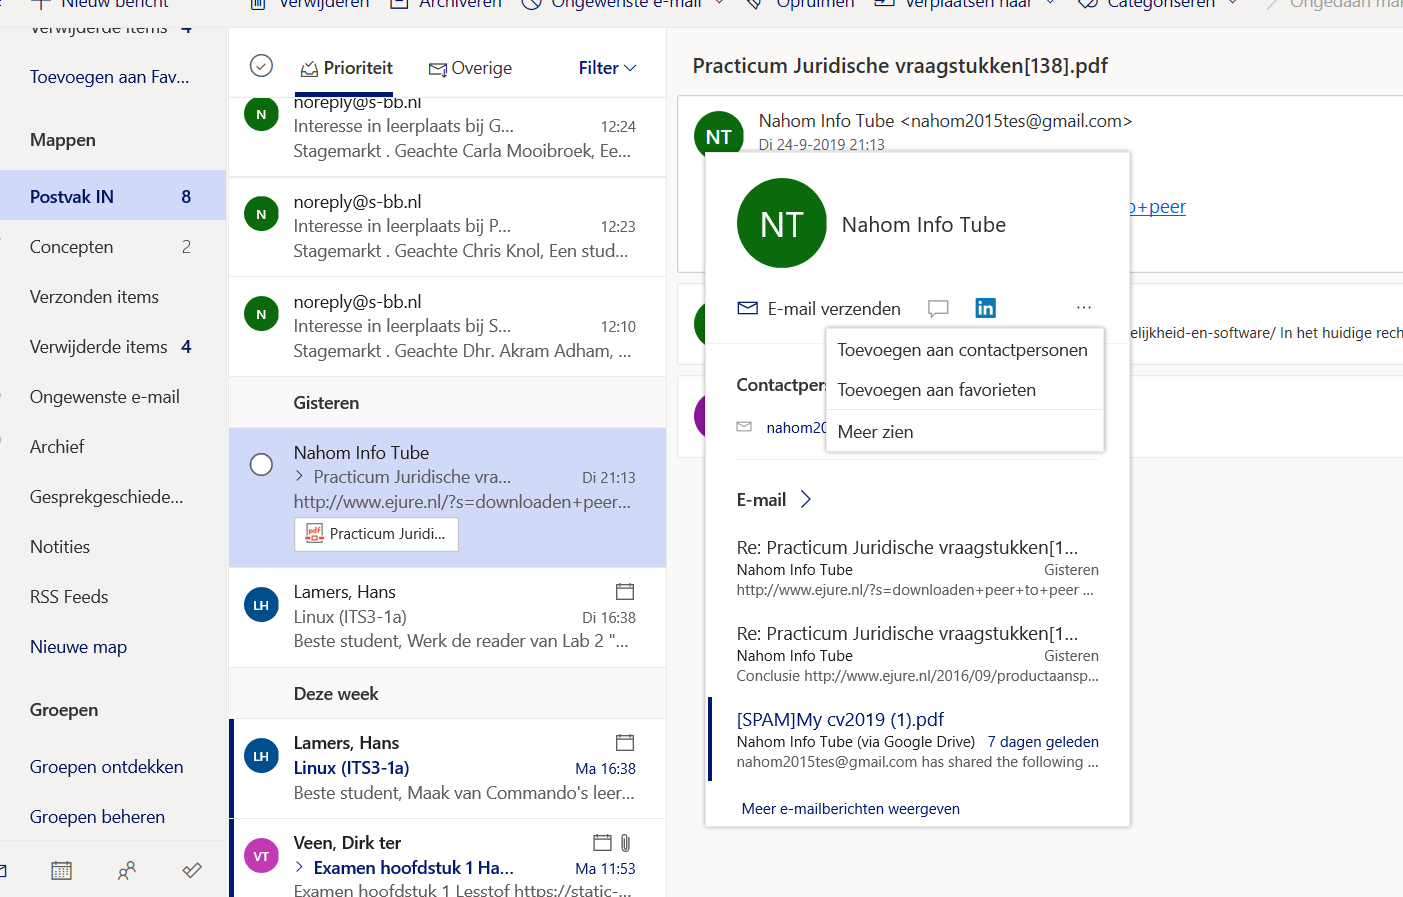 Nieuw bericht
Verwijderen
Archiveren
Ongewenste e-mail
Opruimen
Verplaatsen naar
Categoriseren
Ongedaan mak
Verwijderde items 4
Toevoegen aan Fav...
Mappen
Postvak IN 8
Concepten 2
Verzonden items
Verwijderde items 4
Ongewenste e-mail
Archief
Gesprekgeschiede...
Notities
RSS Feeds
Nieuwe map
Groepen
Groepen ontdekken
Groepen beheren
Prioriteit
Overige
Filter
N
noreply@s-bb.nl
Interesse in leerplaats bij G... 12:24
Stagemarkt . Geachte Carla Mooibroek, Ee...
N
noreply@s-bb.nl
Interesse in leerplaats bij P... 12:23
Stagemarkt . Geachte Chris Knol, Een stud...
N
noreply@s-bb.nl
Interesse in leerplaats bij S... 12:10
Stagemarkt . Geachte Dhr. Akram Adham, ...
Gisteren
Nahom Info Tube
Practicum Juridische vra... Di 21:13
http://www.ejure.nl/?s=downloaden+peer...
pdf
Practicum Juridi...
LH
Lamers, Hans
Linux (ITS3-1a) Di 16:38
Beste student, Werk de reader van Lab 2 "...
Deze week
LH
Lamers, Hans
Linux (ITS3-1a) Ma 16:38
Beste student, Maak van Commando's leer...
VT
Veen, Dirk ter
Examen hoofdstuk 1 Ha... Ma 11:53
Examen hoofdstuk 1 Lesstof https://static-...
Practicum Juridische vraagstukken[138].pdf
NT
Nahom Info Tube <nahom2015tes@gmail.com>
Di 24-9-2019 21:13
o+peer
elijkheid-en-software/ In het huidige rech
NT
Nahom Info Tube
E-mail verzenden
in
...
Toevoegen aan contactpersonen
Toevoegen aan favorieten
Meer zien
Contactper
nahom20
E-mail
Re: Practicum Juridische vraagstukken[1...
Nahom Info Tube Gisteren
http://www.ejure.nl/?s=downloaden+peer+to+peer ...
Re: Practicum Juridische vraagstukken[1...
Nahom Info Tube Gisteren
Conclusie http://www.ejure.nl/2016/09/productaansp...
[SPAM]My cv2019 (1).pdf
Nahom Info Tube (via Google Drive) 7 dagen geleden
nahom2015tes@gmail.com has shared the following ...
Meer e-mailberichten weergeven